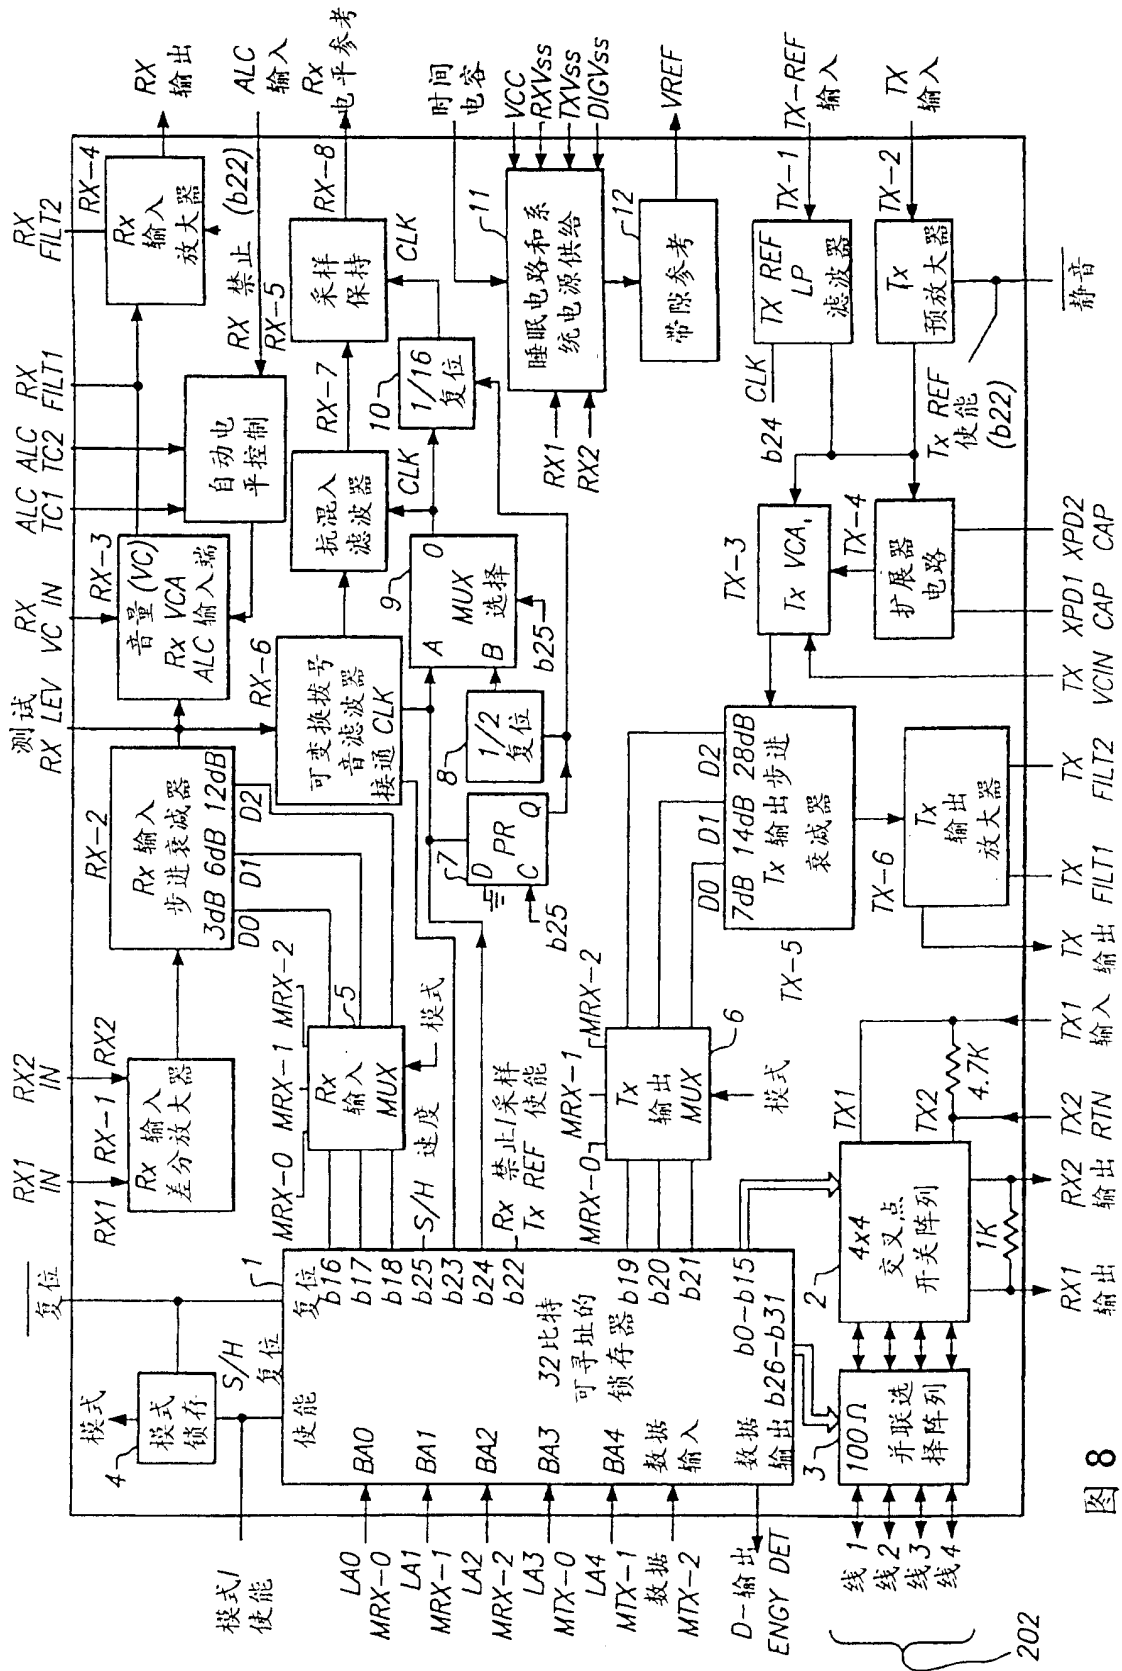 RX1 IN
RX2 IN
测试 RX LEV
RX VC IN
ALC TC1
ALC TC2
RX FILT1
RX FILT2
复位
模式
模式锁存
4
S/H 复位
1
模式/使能
RX1
RX2
RX-1
Rx 输入
差分放大器
RX-2
Rx 输入
步进衰减器
3dB 6dB 12dB
D0
D1
D2
RX-3
音量(VC)
Rx VCA
ALC 输入端
自动电
平控制
RX-5
RX 禁止 (b22)
RX-4
Rx
输入
放大器
RX 输出
ALC 输入
Rx 电平参考
时间电容
VCC
RXVss
TXVss
DIGVss
VREF
TX-REF 输入
TX 输入
MRX-0
MRX-1
MRX-2
Rx
输入
MUX
5
模式
RX-6
可变换拨号
音滤波器
接通 CLK
RX-7
抗混入
滤波器
CLK
RX-8
采样
保持
CLK
10
1/16
复位
9
A
B
O
MUX
选择
b25
8
1/2
复位
7
D
PR
C
Q
b25
11
睡眠电路和系
统电源供给
RX1
RX2
12
带隙参考
使能
复位
b16
b17
b18
b25
S/H 速度
b23
b24
b22
Rx 禁止/采样
Tx REF 使能
b19
b20
b21
b0-b15
b26-b31
32比特
可寻址的
锁存器
BA0
BA1
BA2
BA3
BA4
数据
输入
数据
输出
LA0
MRX-0
LA1
MRX-1
LA2
MRX-2
LA3
MTX-0
LA4
MTX-1
数据
MTX-2
D-输出
ENGY DET
MRX-0
MRX-1
MRX-2
Tx
输出
MUX
6
模式
D0
D1
D2
7dB 14dB 28dB
Tx 输出步进
衰减器
TX-5
TX-3
Tx VCA
TX-4
扩展器
电路
TX-1
TX REF
LP
滤波器
CLK
b24
TX-2
Tx
预放大器
Tx REF
使能
(b22)
静音
TX-6
Tx
输出
放大器
2
4x4
交叉点
开关阵列
TX1
TX2
4.7K
1K
3
100Ω
并联选
择阵列
线 1
线 2
线 3
线 4
202
RX1 输出
RX2 输出
TX2 RTN
TX1 输入
TX 输出
TX FILT1
TX FILT2
TX VCIN
XPD1 CAP
XPD2 CAP
图 8